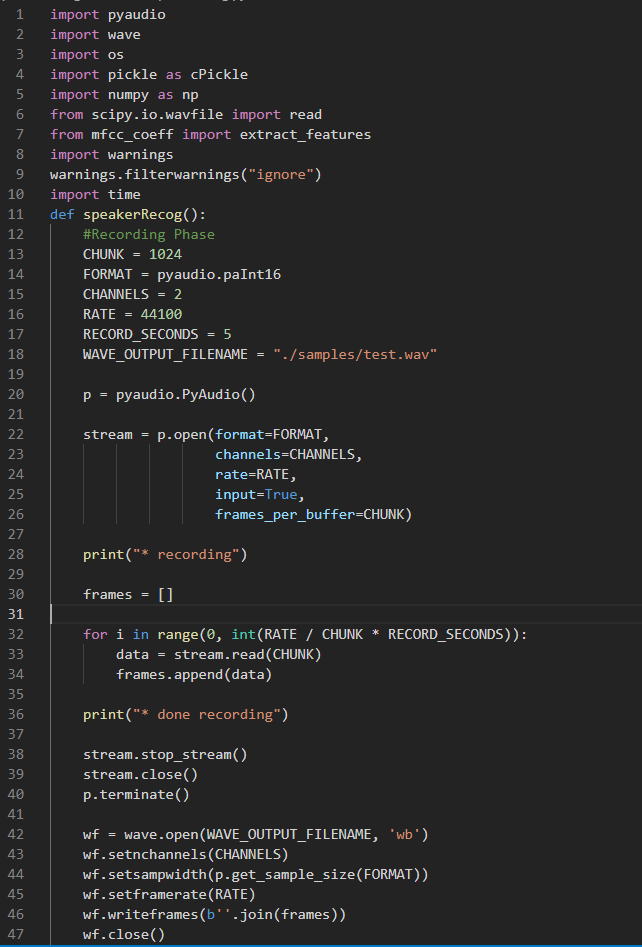 1 import pyaudio
2 import wave
3 import os
4 import pickle as cPickle
5 import numpy as np
6 from scipy.io.wavfile import read
7 from mfcc_coeff import extract_features
8 import warnings
9 warnings.filterwarnings("ignore")
10 import time
11 def speakerRecog():
12     #Recording Phase
13     CHUNK = 1024
14     FORMAT = pyaudio.paInt16
15     CHANNELS = 2
16     RATE = 44100
17     RECORD_SECONDS = 5
18     WAVE_OUTPUT_FILENAME = "./samples/test.wav"
19
20     p = pyaudio.PyAudio()
21
22     stream = p.open(format=FORMAT,
23                     channels=CHANNELS,
24                     rate=RATE,
25                     input=True,
26                     frames_per_buffer=CHUNK)
27
28     print("* recording")
29
30     frames = []
31
32     for i in range(0, int(RATE / CHUNK * RECORD_SECONDS)):
33         data = stream.read(CHUNK)
34         frames.append(data)
35
36     print("* done recording")
37
38     stream.stop_stream()
39     stream.close()
40     p.terminate()
41
42     wf = wave.open(WAVE_OUTPUT_FILENAME, 'wb')
43     wf.setnchannels(CHANNELS)
44     wf.setsampwidth(p.get_sample_size(FORMAT))
45     wf.setframerate(RATE)
46     wf.writeframes(b''.join(frames))
47     wf.close()